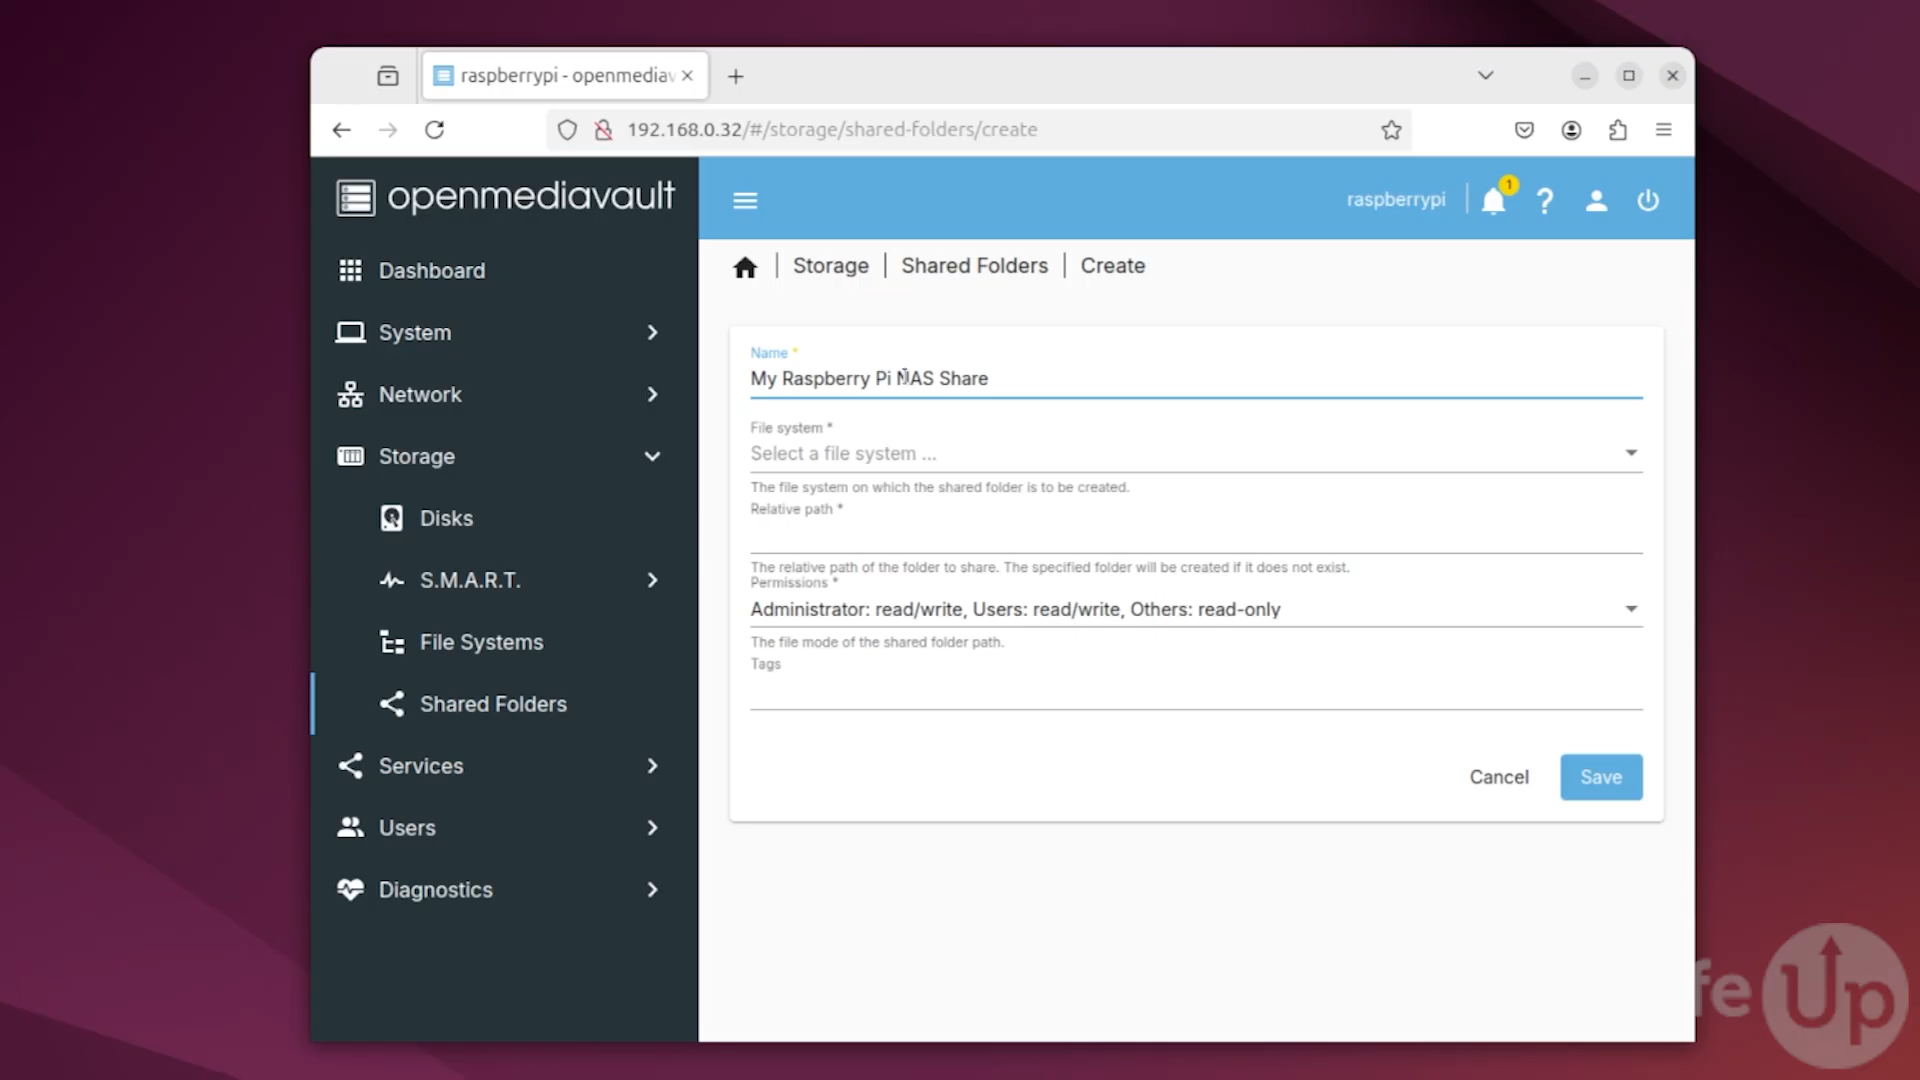 raspberrypi - openmediav
192.168.0.32/#/storage/shared-folders/create
openmediavault
raspberrypi
1
Dashboard
System
Network
Storage
Disks
S.M.A.R.T.
File Systems
Shared Folders
Services
Users
Diagnostics
Storage | Shared Folders | Create
Name *
My Raspberry Pi NAS Share
File system *
Select a file system ...
The file system on which the shared folder is to be created.
Relative path *
The relative path of the folder to share. The specified folder will be created if it does not exist.
Permissions *
Administrator: read/write, Users: read/write, Others: read-only
The file mode of the shared folder path.
Tags
Cancel
Save
fe Up